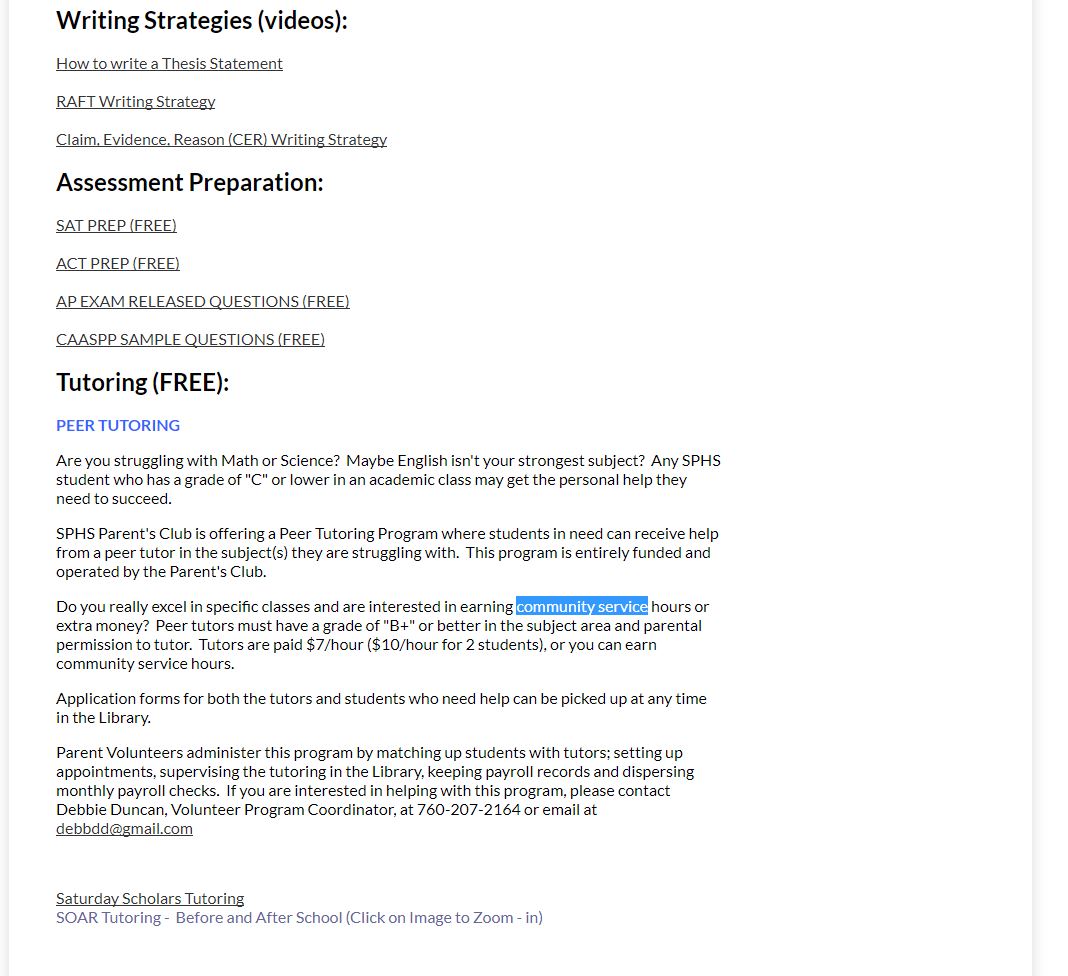 Writing Strategies (videos):
How to write a Thesis Statement
RAFT Writing Strategy
Claim, Evidence, Reason (CER) Writing Strategy
Assessment Preparation:
SAT PREP (FREE)
ACT PREP (FREE)
AP EXAM RELEASED QUESTIONS (FREE)
CAASPP SAMPLE QUESTIONS (FREE)
Tutoring (FREE):
PEER TUTORING
Are you struggling with Math or Science?  Maybe English isn't your strongest subject?  Any SPHS
student who has a grade of "C" or lower in an academic class may get the personal help they
need to succeed.
SPHS Parent's Club is offering a Peer Tutoring Program where students in need can receive help
from a peer tutor in the subject(s) they are struggling with.  This program is entirely funded and
operated by the Parent's Club.
Do you really excel in specific classes and are interested in earning community service hours or
extra money?  Peer tutors must have a grade of "B+" or better in the subject area and parental
permission to tutor.  Tutors are paid $7/hour ($10/hour for 2 students), or you can earn
community service hours.
Application forms for both the tutors and students who need help can be picked up at any time
in the Library.
Parent Volunteers administer this program by matching up students with tutors; setting up
appointments, supervising the tutoring in the Library, keeping payroll records and dispersing
monthly payroll checks.  If you are interested in helping with this program, please contact
Debbie Duncan, Volunteer Program Coordinator, at 760-207-2164 or email at
debbdd@gmail.com
Saturday Scholars Tutoring
SOAR Tutoring -  Before and After School (Click on Image to Zoom - in)